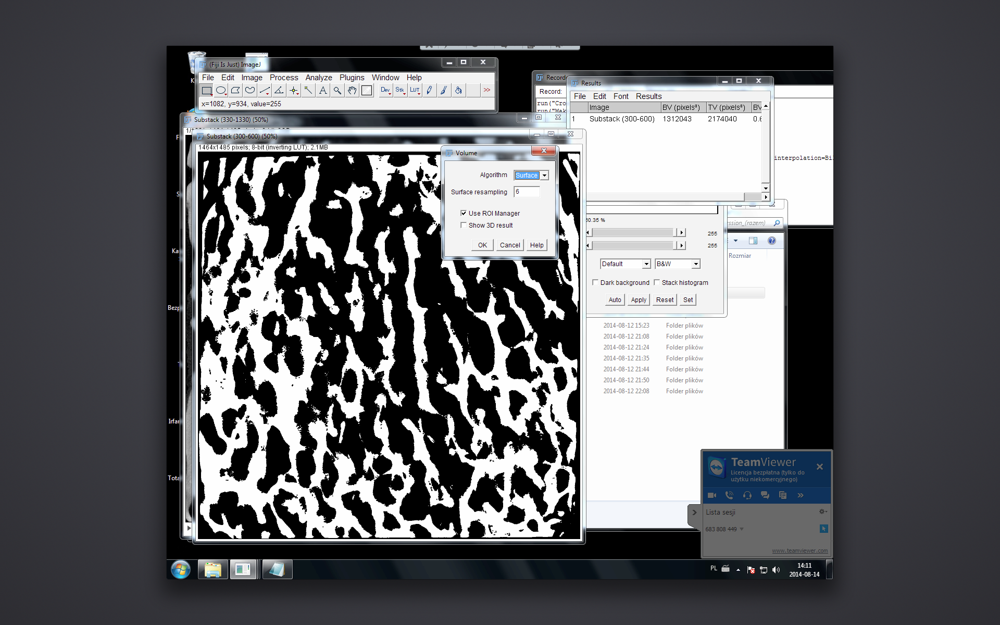 (Fiji Is Just) ImageJ
File Edit Image Process Analyze Plugins Window Help
Dev Stk LUT >>
x=1082, y=934, value=255
Record:
run("Cro
Results
File Edit Font Results
Image BV (pixels³) TV (pixels³) BV
1 Substack (300-600) 1312043 2174040 0.6
interpolation=Bi
Substack (330-1330) (50%)
Substack (300-600) (50%)
1464x1485 pixels; 8-bit (inverting LUT); 2.1MB
Volume
Algorithm Surface
Surface resampling 6
Use ROI Manager
Show 3D result
OK Cancel Help
255
255
Default B&W
Dark background Stack histogram
Auto Apply Reset Set
ssion_(razem)
Rozmiar
2014-08-12 15:23 Folder plików
2014-08-12 21:08 Folder plików
2014-08-12 21:24 Folder plików
2014-08-12 21:35 Folder plików
2014-08-12 21:44 Folder plików
2014-08-12 21:50 Folder plików
2014-08-12 22:08 Folder plików
Kas
Bezp
Irfan
Tota
TeamViewer
Licencja bezpłatna (tylko do
użytku niekomercyjnego)
Lista sesji
683 808 449
www.teamviewer.com
PL
14:11
2014-08-14